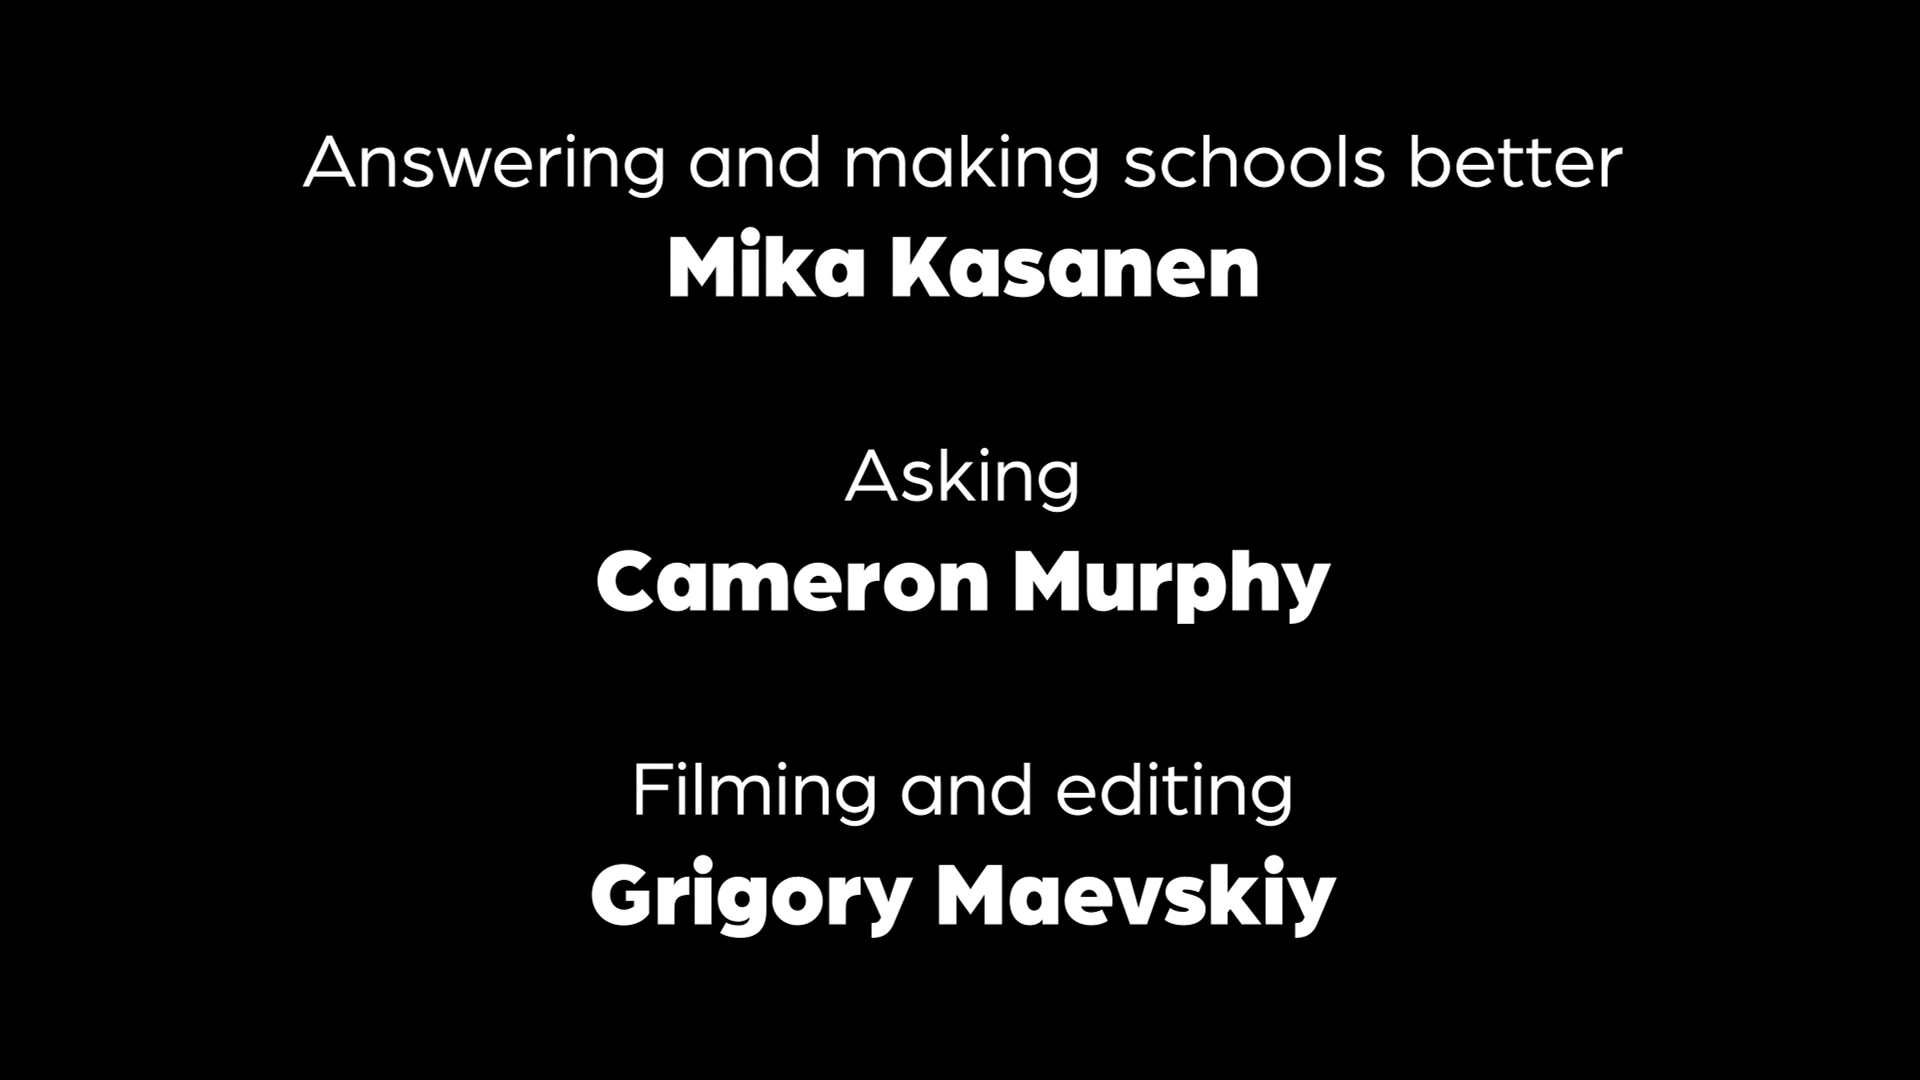 Answering and making schools better
Mika Kasanen
Asking
Cameron Murphy
Filming and editing
Grigory Maevskiy